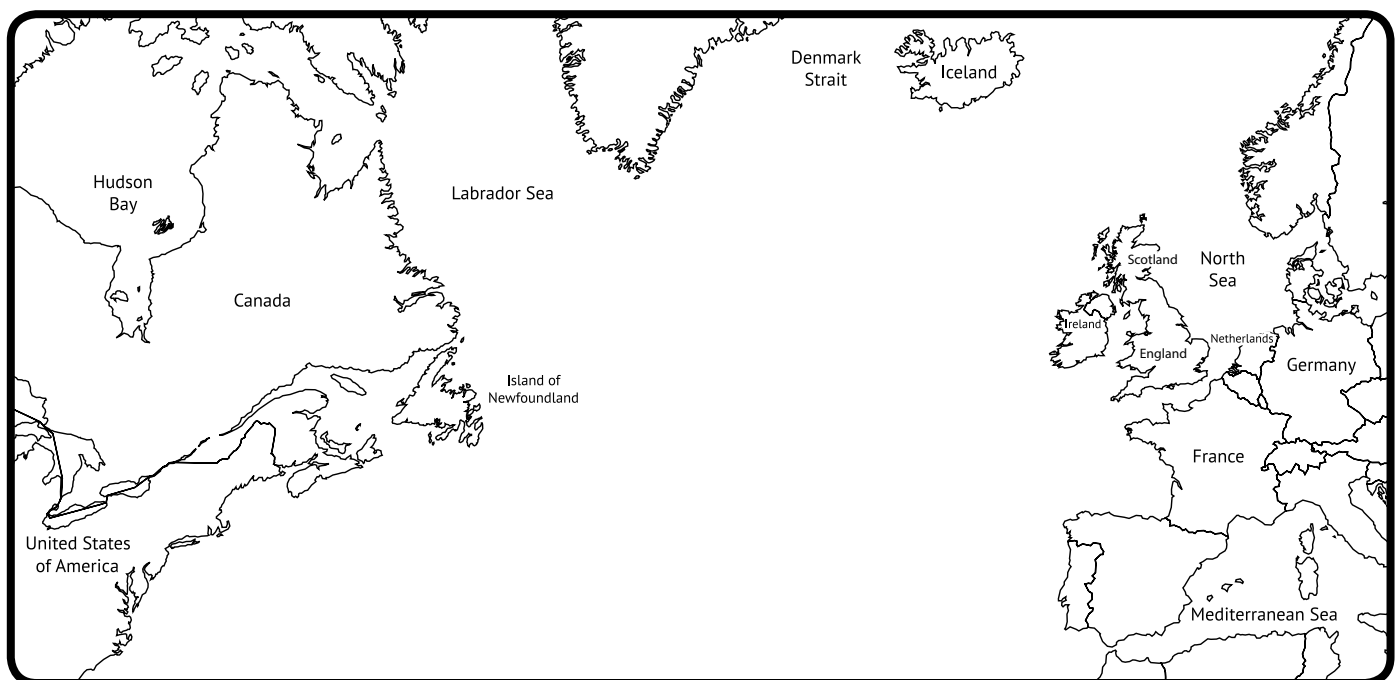 Denmark
Strait
Iceland
Hudson
Bay
Labrador Sea
Scotland
North
Sea
Canada
Ireland
Netherlands
England
Germany
Island of
Newfoundland
France
United States
of America
Mediterranean Sea